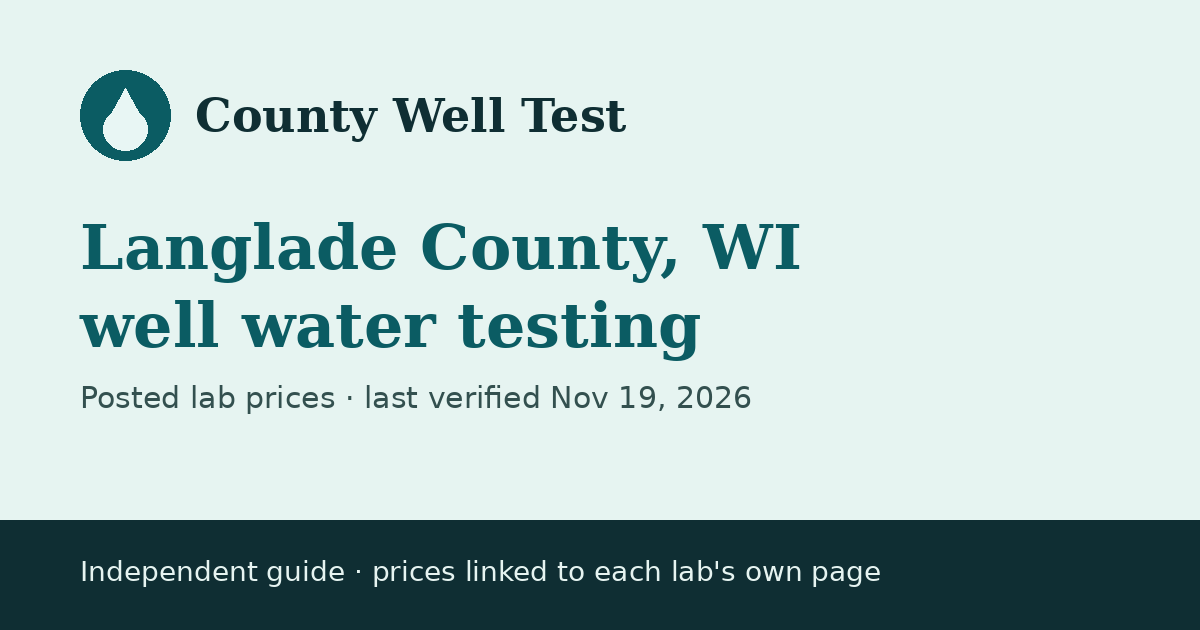 County Well Test
Langlade County, WI
well water testing
Posted lab prices · last verified Nov 19, 2026
Independent guide · prices linked to each lab's own page